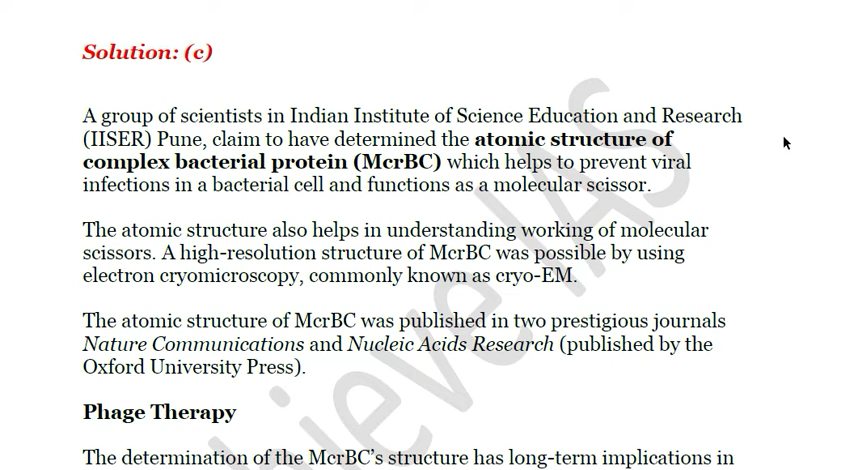 Solution: (c)
A group of scientists in Indian Institute of Science Education and Research
(IISER) Pune, claim to have determined the atomic structure of
complex bacterial protein (McrBC) which helps to prevent viral
infections in a bacterial cell and functions as a molecular scissor.
The atomic structure also helps in understanding working of molecular
scissors. A high-resolution structure of McrBC was possible by using
electron cryomicroscopy, commonly known as cryo-EM.
The atomic structure of McrBC was published in two prestigious journals
Nature Communications and Nucleic Acids Research (published by the
Oxford University Press).
Phage Therapy
The determination of the McrBC’s structure has long-term implications in
hieve IAS